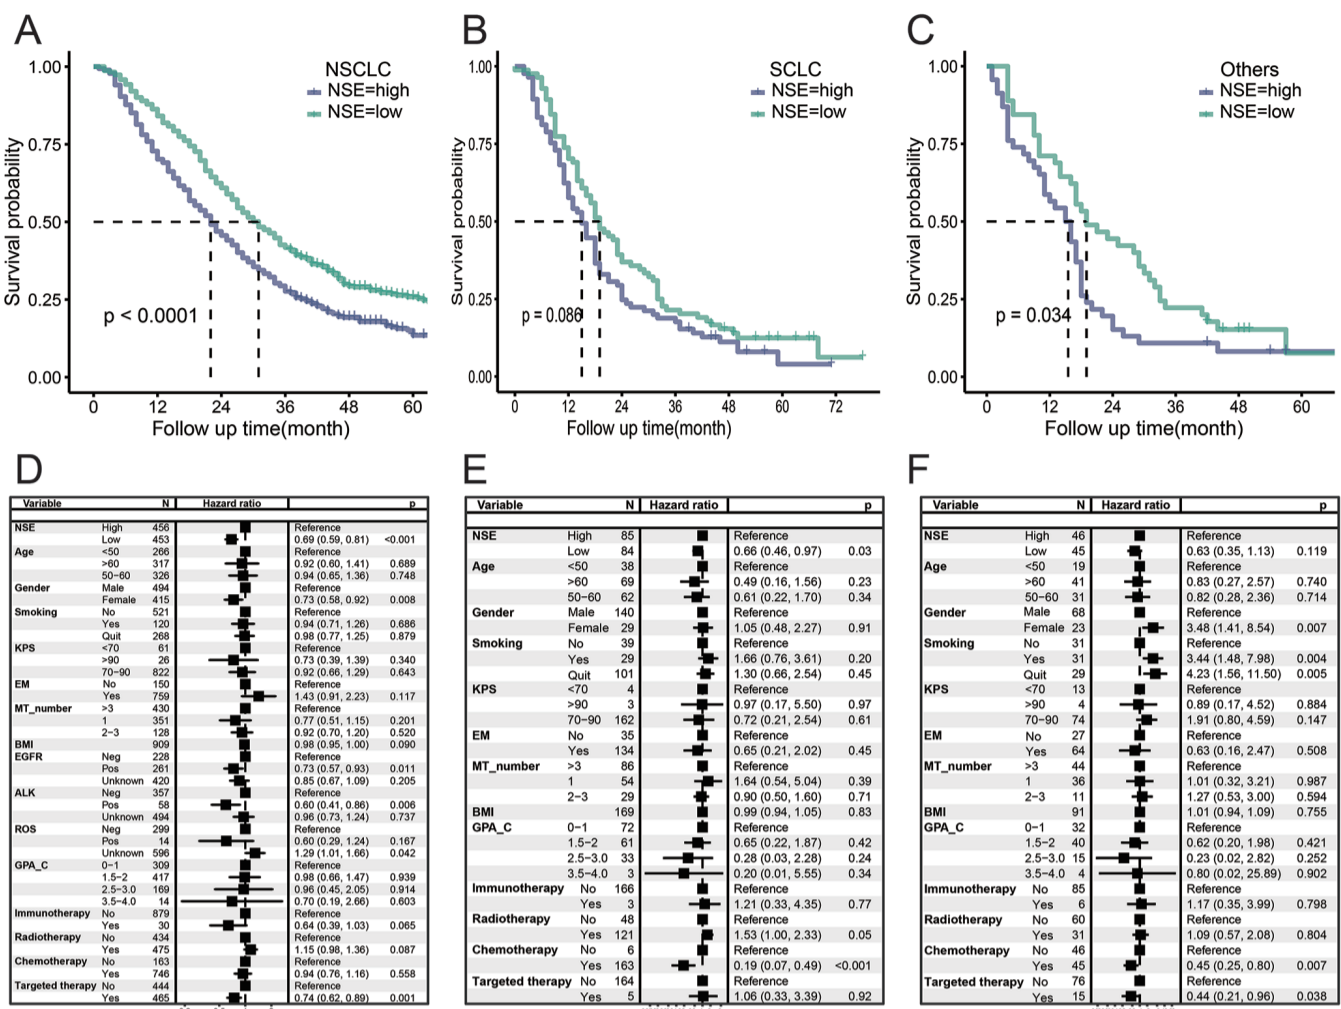 A
NSCLC
NSE=high
NSE=low
Survival probability
1.00
0.75
0.50
0.25
0.00
p < 0.0001
0 12 24 36 48 60
Follow up time(month)
B
SCLC
NSE=high
NSE=low
Survival probability
1.00
0.75
0.50
0.25
0.00
p = 0.086
0 12 24 36 48 60 72
Follow up time(month)
C
Others
NSE=high
NSE=low
Survival probability
1.00
0.75
0.50
0.25
0.00
p = 0.034
0 12 24 36 48 60
Follow up time(month)
D
Variable N Hazard ratio p
NSE High 456 Reference
Low 453 0.69 (0.59, 0.81) <0.001
Age <50 266 Reference
>60 317 0.92 (0.60, 1.41) 0.689
50-60 326 0.94 (0.65, 1.36) 0.748
Gender Male 494 Reference
Female 415 0.73 (0.58, 0.92) 0.008
Smoking No 521 Reference
Yes 120 0.94 (0.71, 1.26) 0.686
Quit 268 0.98 (0.77, 1.25) 0.879
KPS <70 61 Reference
>90 26 0.73 (0.39, 1.39) 0.340
70-90 822 0.92 (0.66, 1.29) 0.643
EM No 150 Reference
Yes 759 1.43 (0.91, 2.23) 0.117
MT_number >3 430 Reference
1 351 0.77 (0.51, 1.15) 0.201
2-3 128 0.92 (0.70, 1.20) 0.520
BMI 909 0.98 (0.95, 1.00) 0.090
EGFR Neg 228 Reference
Pos 261 0.73 (0.57, 0.93) 0.011
Unknown 420 0.85 (0.67, 1.09) 0.205
ALK Neg 357 Reference
Pos 58 0.60 (0.41, 0.86) 0.006
Unknown 494 0.96 (0.73, 1.24) 0.737
ROS Neg 299 Reference
Pos 14 0.60 (0.29, 1.24) 0.167
Unknown 596 1.29 (1.01, 1.66) 0.042
GPA_C 0-1 309 Reference
1.5-2 417 0.98 (0.66, 1.47) 0.939
2.5-3.0 169 0.96 (0.45, 2.05) 0.914
3.5-4.0 14 0.70 (0.19, 2.66) 0.603
Immunotherapy No 879 Reference
Yes 30 0.64 (0.39, 1.03) 0.065
Radiotherapy No 434 Reference
Yes 475 1.15 (0.98, 1.36) 0.087
Chemotherapy No 163 Reference
Yes 746 0.94 (0.76, 1.16) 0.558
Targeted therapy No 444 Reference
Yes 465 0.74 (0.62, 0.89) 0.001
E
Variable N Hazard ratio p
NSE High 85 Reference
Low 84 0.66 (0.46, 0.97) 0.03
Age <50 38 Reference
>60 69 0.49 (0.16, 1.56) 0.23
50-60 62 0.61 (0.22, 1.70) 0.34
Gender Male 140 Reference
Female 29 1.05 (0.48, 2.27) 0.91
Smoking No 39 Reference
Yes 29 1.66 (0.76, 3.61) 0.20
Quit 101 1.30 (0.66, 2.54) 0.45
KPS <70 4 Reference
>90 3 0.97 (0.17, 5.50) 0.97
70-90 162 0.72 (0.21, 2.54) 0.61
EM No 35 Reference
Yes 134 0.65 (0.21, 2.02) 0.45
MT_number >3 86 Reference
1 54 1.64 (0.54, 5.04) 0.39
2-3 29 0.90 (0.50, 1.60) 0.71
BMI 169 0.99 (0.94, 1.05) 0.83
GPA_C 0-1 72 Reference
1.5-2 61 0.65 (0.22, 1.87) 0.42
2.5-3.0 33 0.28 (0.03, 2.28) 0.24
3.5-4.0 3 0.20 (0.01, 5.55) 0.34
Immunotherapy No 166 Reference
Yes 3 1.21 (0.33, 4.35) 0.77
Radiotherapy No 48 Reference
Yes 121 1.53 (1.00, 2.33) 0.05
Chemotherapy No 6 Reference
Yes 163 0.19 (0.07, 0.49) <0.001
Targeted therapy No 164 Reference
Yes 5 1.06 (0.33, 3.39) 0.92
F
Variable N Hazard ratio p
NSE High 46 Reference
Low 45 0.63 (0.35, 1.13) 0.119
Age <50 19 Reference
>60 41 0.83 (0.27, 2.57) 0.740
50-60 31 0.82 (0.28, 2.36) 0.714
Gender Male 68 Reference
Female 23 3.48 (1.41, 8.54) 0.007
Smoking No 31 Reference
Yes 31 3.44 (1.48, 7.98) 0.004
Quit 29 4.23 (1.56, 11.50) 0.005
KPS <70 13 Reference
>90 4 0.89 (0.17, 4.52) 0.884
70-90 74 1.91 (0.80, 4.59) 0.147
EM No 27 Reference
Yes 64 0.63 (0.16, 2.47) 0.508
MT_number >3 44 Reference
1 36 1.01 (0.32, 3.21) 0.987
2-3 11 1.27 (0.53, 3.00) 0.594
BMI 91 1.01 (0.94, 1.09) 0.755
GPA_C 0-1 32 Reference
1.5-2 40 0.62 (0.20, 1.98) 0.421
2.5-3.0 15 0.23 (0.02, 2.82) 0.252
3.5-4.0 4 0.80 (0.02, 25.89) 0.902
Immunotherapy No 85 Reference
Yes 6 1.17 (0.35, 3.99) 0.798
Radiotherapy No 60 Reference
Yes 31 1.09 (0.57, 2.08) 0.804
Chemotherapy No 46 Reference
Yes 45 0.45 (0.25, 0.80) 0.007
Targeted therapy No 76 Reference
Yes 15 0.44 (0.21, 0.96) 0.038